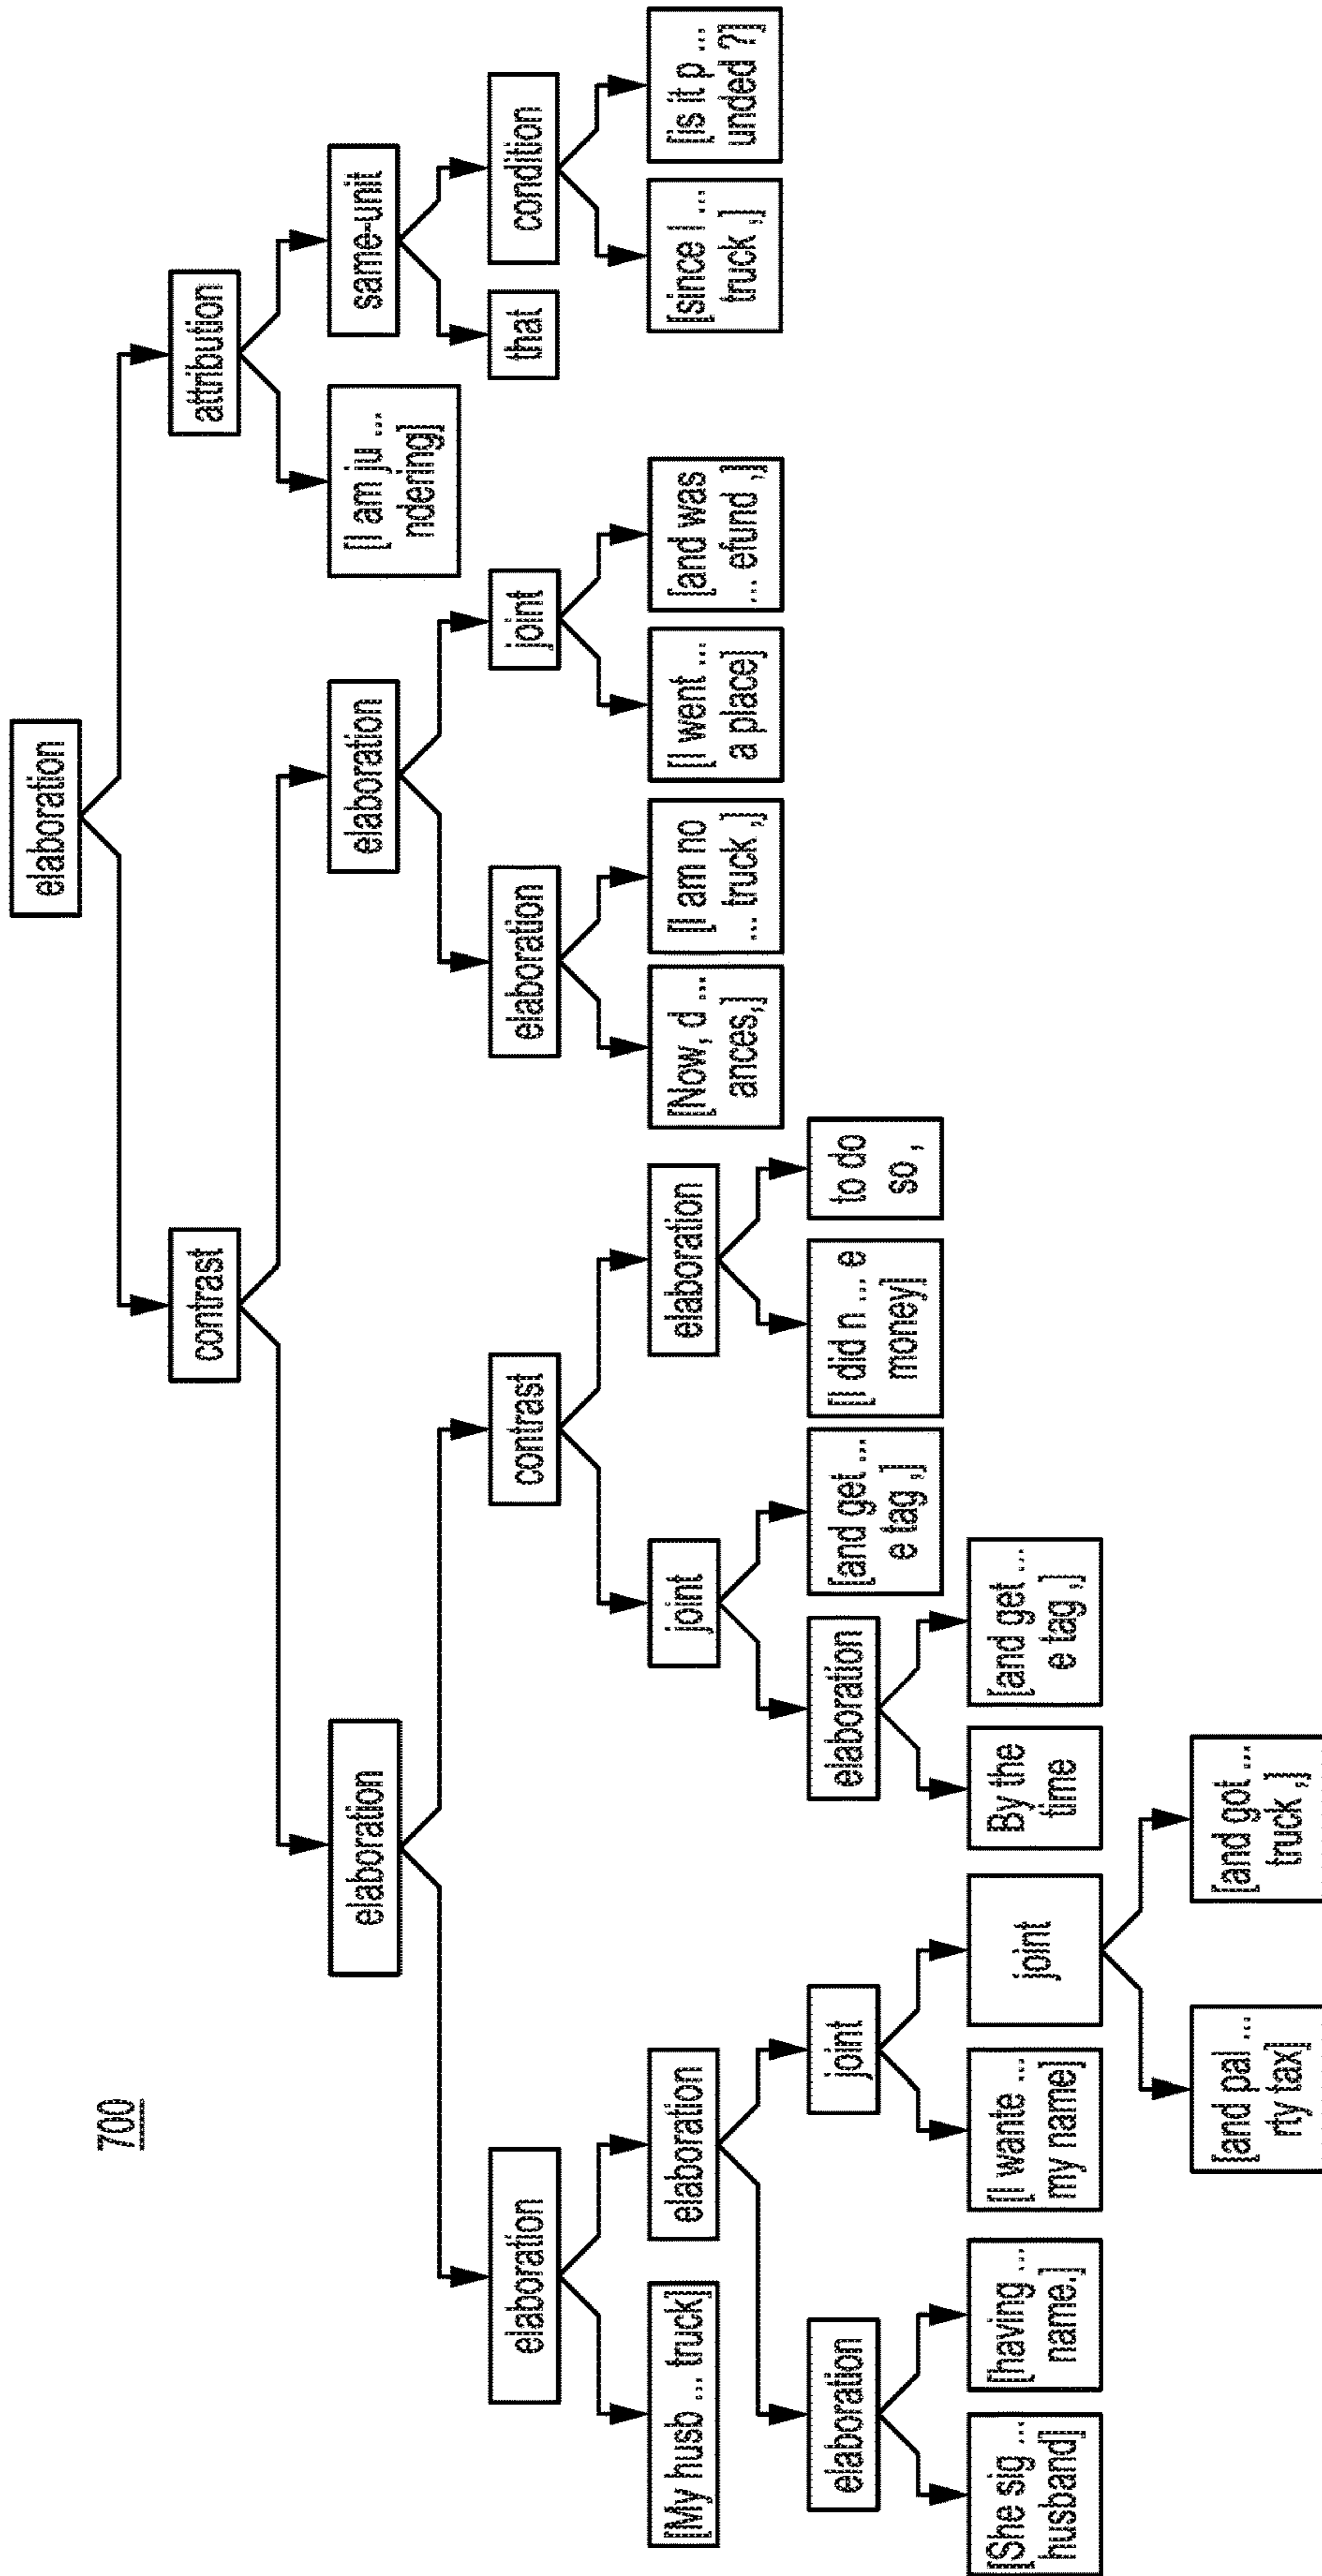 700
elaboration
contrast
attribution
elaboration
elaboration
[I am ju ...
ndering]
same-unit
elaboration
contrast
elaboration
joint
that
condition
[My husb ... truck]
elaboration
joint
elaboration
[Now, d ...
ances,]
[I am no
... truck ,]
[I went ...
a place]
[and was
... efund ,]
[since I ...
truck ,]
[is it p ...
unded ?]
elaboration
joint
elaboration
[and get ...
e tag ,]
[I did n ... e
money]
to do
so ,
[She sig ...
husband]
[having ...
name.]
[I wante ...
my name]
joint
By the
time
[and get ...
e tag ,]
[and pal ...
rty tax]
[and got ...
truck ,]